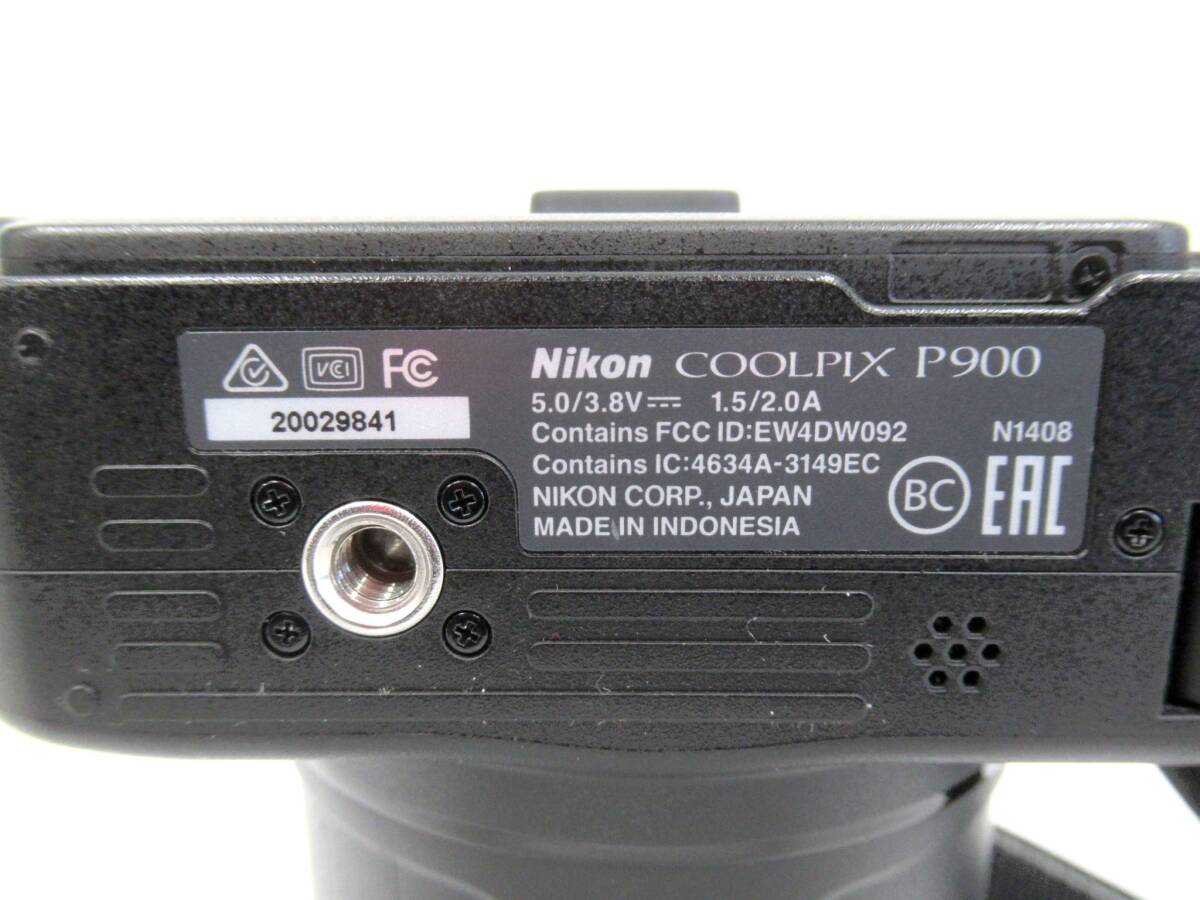 VCI FC
20029841
Nikon COOLPIX P900
5.0/3.8V⎓ 1.5/2.0A
Contains FCC ID:EW4DW092 N1408
Contains IC:4634A-3149EC
NIKON CORP., JAPAN
MADE IN INDONESIA
BC EAC